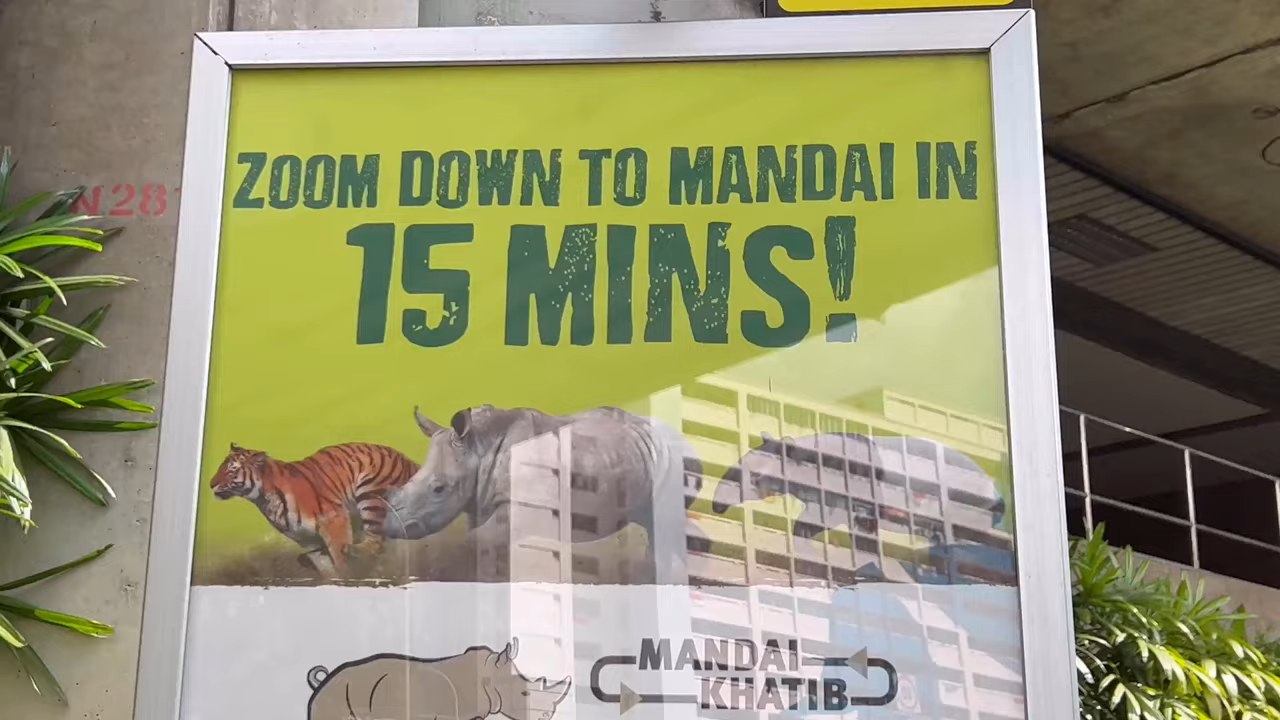 ZOOM DOWN TO MANDAI IN
15 MINS!
N28
MANDAI
KHATIB